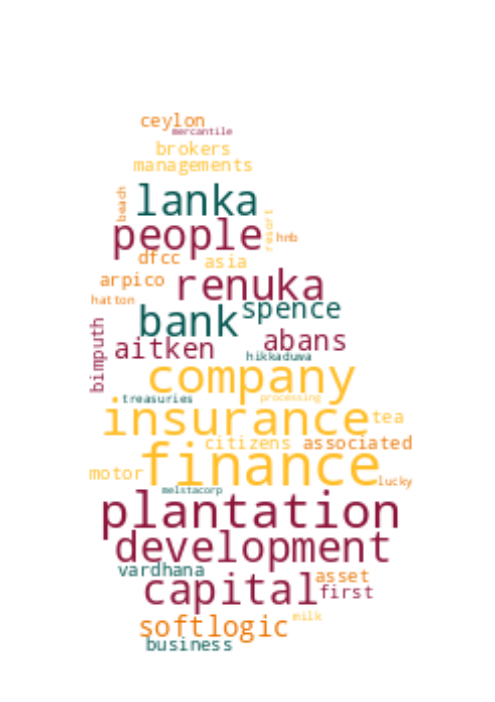 ceylon
mercantile
brokers
managements
beach
lanka
resort
people
hnb
dfcc
asia
arpico
renuka
hatton
spence
bank
abans
aitken
hikkaduwa
bimputh
company
treasuries
processing
insurance
tea
citizens
associated
finance
motor
lucky
melstacorp
plantation
development
vardhana
capital
asset
first
softlogic
milk
business